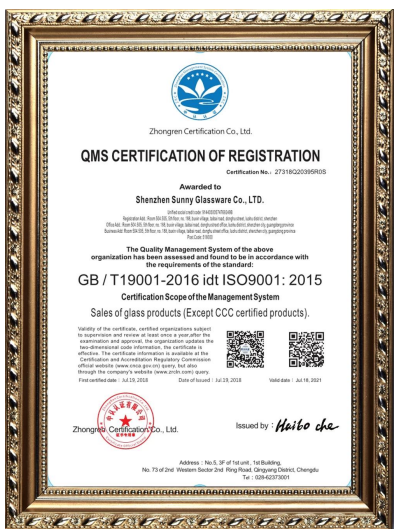 Zhongren Certification Co., Ltd.
QMS CERTIFICATION OF REGISTRATION
Certification No.: 27318Q20395R0S
Awarded to
Shenzhen Sunny Glassware Co., LTD.
The Quality Management System of the above
organization has been assessed and found to be in accordance with
the requirements of the standard:
GB / T19001-2016 idt ISO9001: 2015
Certification Scope of the Management System
Sales of glass products (Except CCC certified products).
Validity of the certificate, certified organizations subject
to supervision and review at least once a year,after the
examination and approval, the organization updates the
two-dimensional code information, the certificate is
effective. The certificate information is available at the
Certification and Accreditation Regulatory Commission
official website (www.cnca.gov.cn) query, but also
through the company's website (www.zrcln.com) query.
First certified date : Jul.19, 2018 Date of Issued : Jul.19, 2018 Valid date : Jul.18, 2021
Zhongren Certification Co., Ltd.
Issued by : Haibo che
Address : No.5, 3F of 1st unit , 1st Building,
No. 73 of 2nd Western Sector 2nd Ring Road, Qingyang District, Chengdu
Tel : 028-62373001